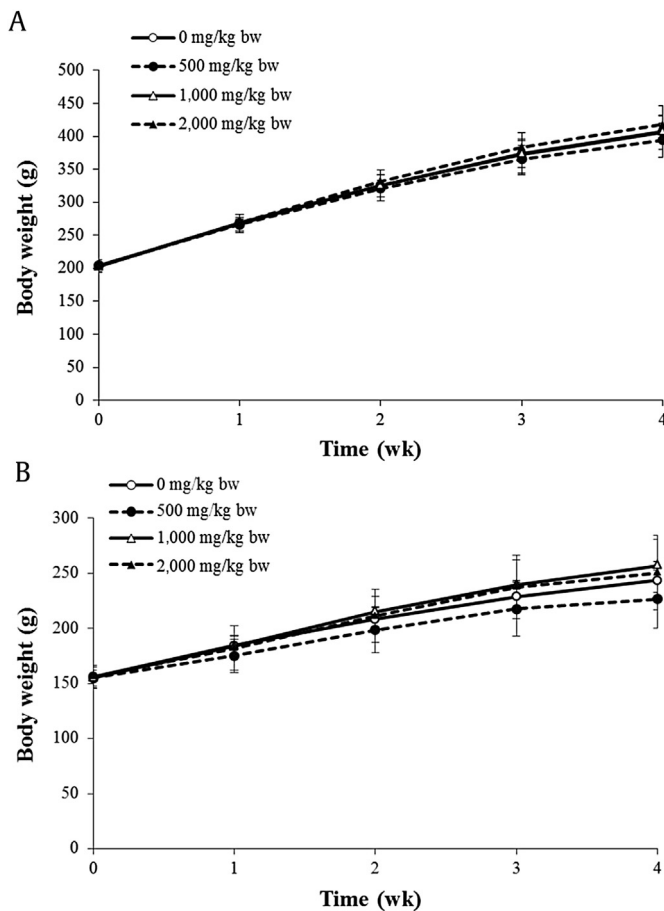 A
0 mg/kg bw
500 mg/kg bw
1,000 mg/kg bw
2,000 mg/kg bw
500
450
400
350
300
250
200
150
100
50
0
Body weight (g)
0 1 2 3 4
Time (wk)
B
0 mg/kg bw
500 mg/kg bw
1,000 mg/kg bw
2,000 mg/kg bw
300
250
200
150
100
50
0
Body weight (g)
0 1 2 3 4
Time (wk)